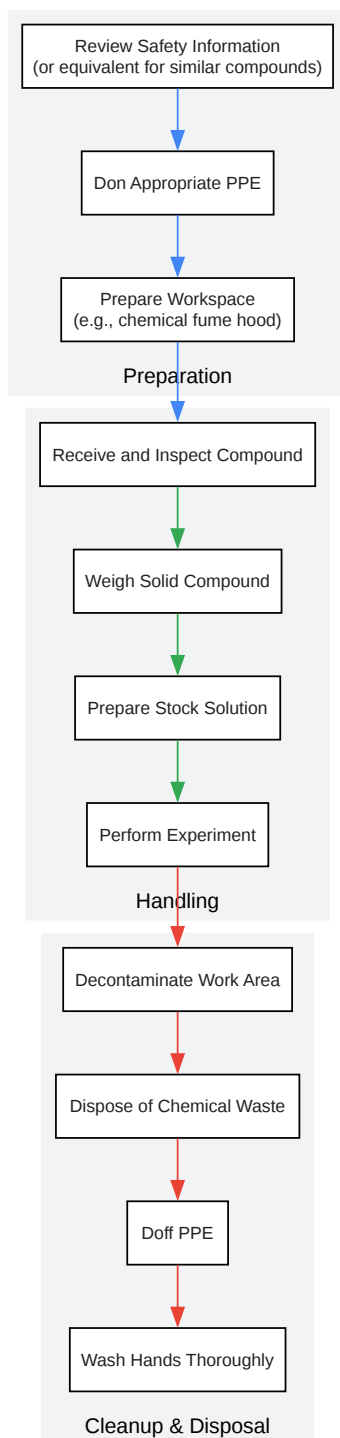 Review Safety Information
(or equivalent for similar compounds)
Don Appropriate PPE
Prepare Workspace
(e.g., chemical fume hood)
Preparation
Receive and Inspect Compound
Weigh Solid Compound
Prepare Stock Solution
Perform Experiment
Handling
Decontaminate Work Area
Dispose of Chemical Waste
Doff PPE
Wash Hands Thoroughly
Cleanup & Disposal